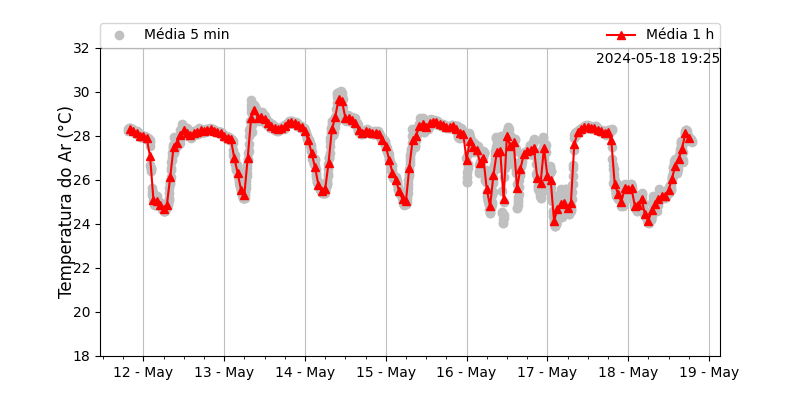 Média 5 min
Média 1 h
2024-05-18 19:25
Temperatura do Ar (°C)
32
30
28
26
24
22
20
18
12 - May
13 - May
14 - May
15 - May
16 - May
17 - May
18 - May
19 - May